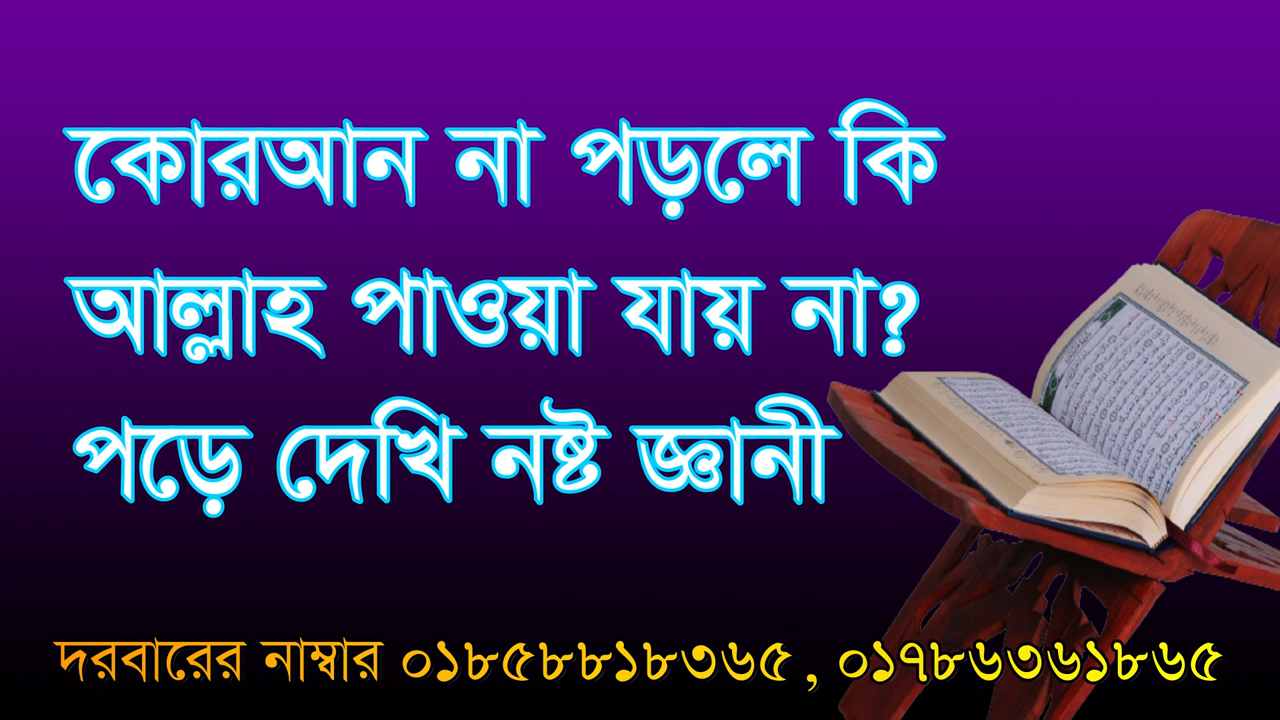 কোরআন না পড়লে কি
আল্লাহ পাওয়া যায় না?
পড়ে দেখি নষ্ট জ্ঞানী
দরবারের নাম্বার ০১৮৫৮৮১৮৩৬৫ , ০১৭৮৬৩৬১৮৬৫